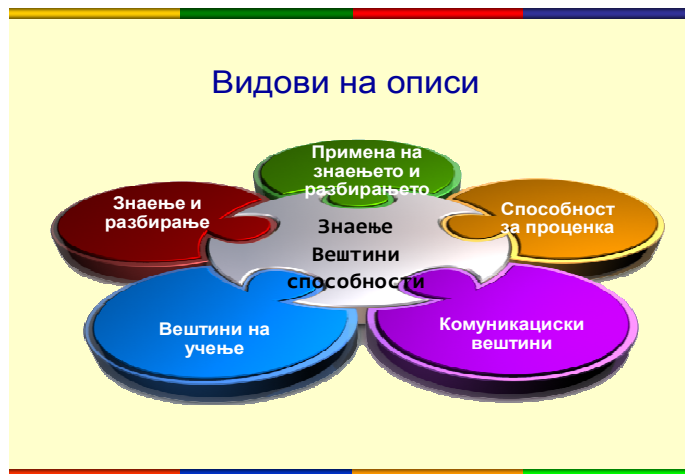 Видови на описи
Примена на
знаењето и
разбирањето
Знаење и
разбирање
Способност
за проценка
Знаење
Вештини
способности
Вештини на
учење
Комуникациски
вештини